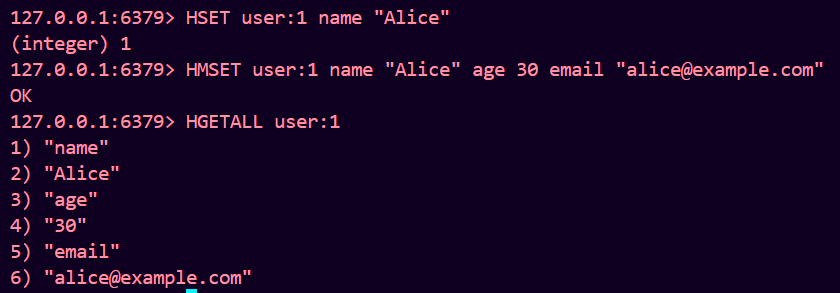 127.0.0.1:6379> HSET user:1 name "Alice"
(integer) 1
127.0.0.1:6379> HMSET user:1 name "Alice" age 30 email "alice@example.com"
OK
127.0.0.1:6379> HGETALL user:1
1) "name"
2) "Alice"
3) "age"
4) "30"
5) "email"
6) "alice@example.com"